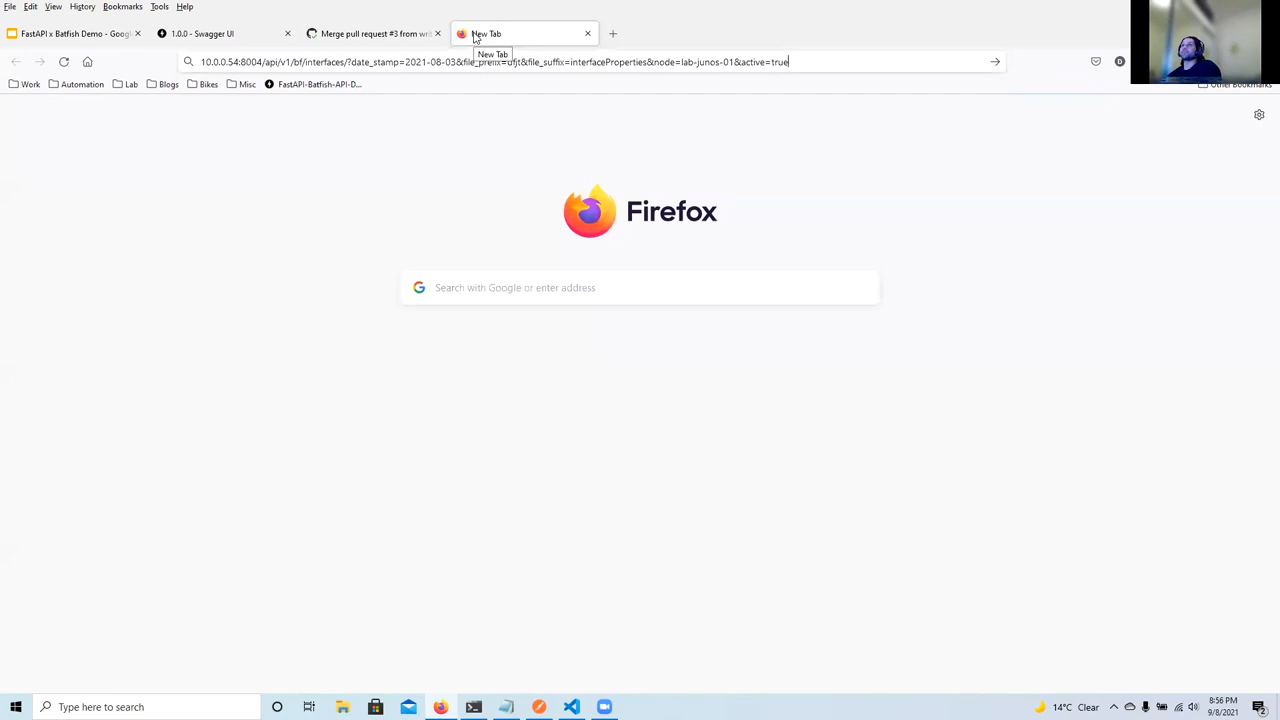 File Edit View History Bookmarks Tools Help
FastAPI x Batfish Demo - Googl
1.0.0 - Swagger UI
Merge pull request #3 from wri
New Tab
New Tab
10.0.0.54:8004/api/v1/bf/interfaces/?date_stamp=2021-08-03&file_prefix=dfjt&file_suffix=interfaceProperties&node=lab-junos-01&active=true
Work Automation Lab Blogs Bikes Misc FastAPI-Batfish-API-D... Other Bookmarks
Firefox
Search with Google or enter address
Type here to search
14°C Clear
8:56 PM
9/8/2021
2